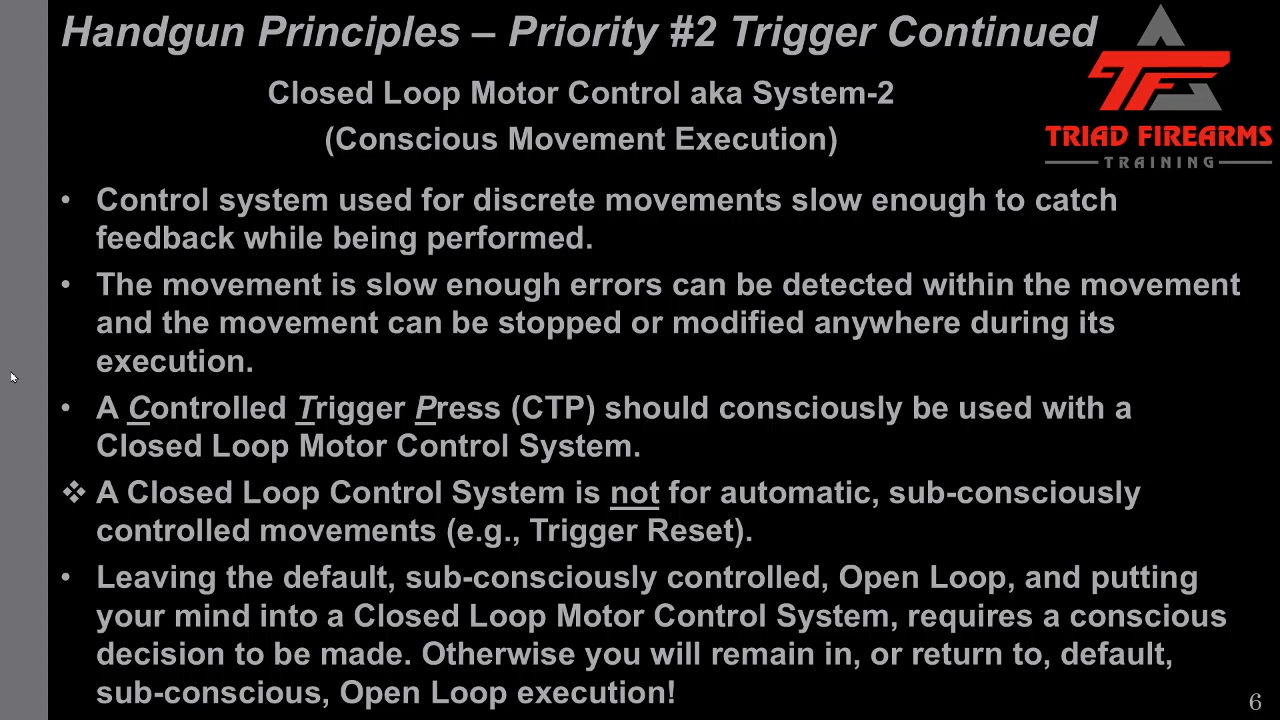 Handgun Principles – Priority #2 Trigger Continued
TRIAD FIREARMS
TRAINING
Closed Loop Motor Control aka System-2
(Conscious Movement Execution)
• Control system used for discrete movements slow enough to catch
feedback while being performed.
• The movement is slow enough errors can be detected within the movement
and the movement can be stopped or modified anywhere during its
execution.
• A Controlled Trigger Press (CTP) should consciously be used with a
Closed Loop Motor Control System.
❖ A Closed Loop Control System is not for automatic, sub-consciously
controlled movements (e.g., Trigger Reset).
• Leaving the default, sub-consciously controlled, Open Loop, and putting
your mind into a Closed Loop Motor Control System, requires a conscious
decision to be made. Otherwise you will remain in, or return to, default,
sub-conscious, Open Loop execution!
6